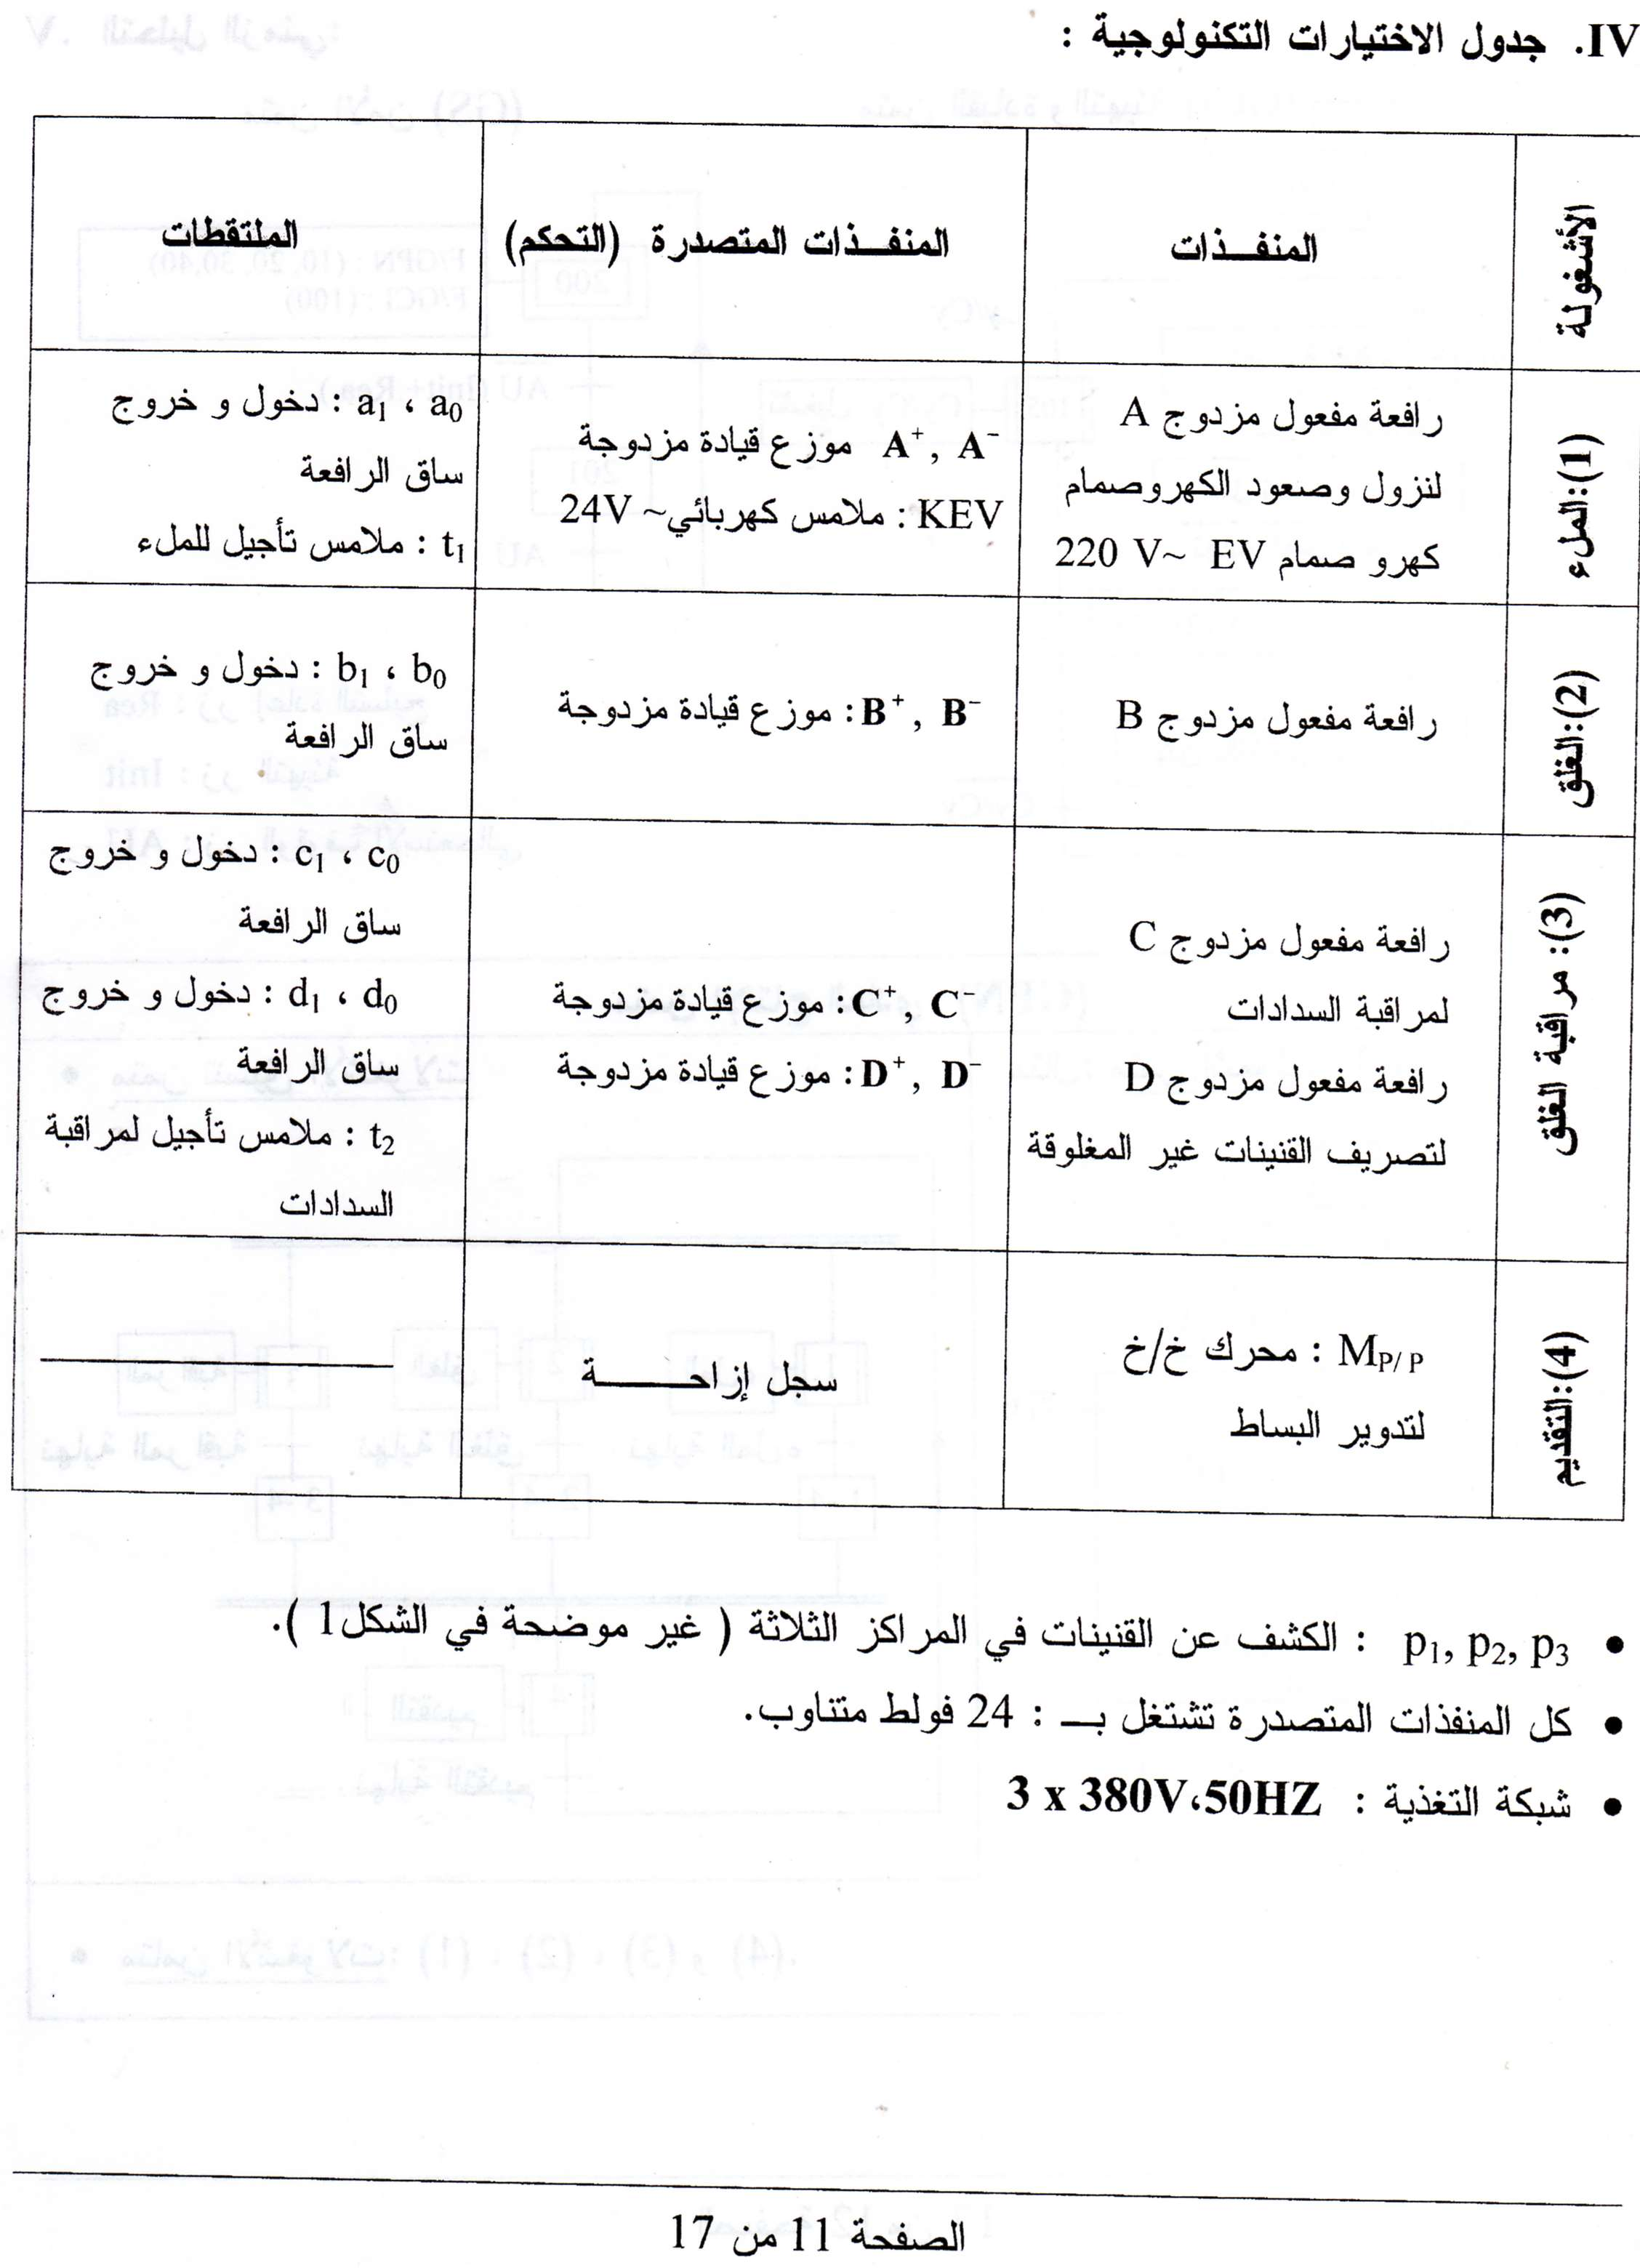 IV. جدول الاختيارات التكنولوجية :
الأشغولة
المنفــذات
المنفــذات المتصدرة (التحكم)
الملتقطات
(1):الملء
رافعة مفعول مزدوج A
لنزول وصعود الكهروصمام
كهرو صمام EV ~220 V
A⁺, A⁻ موزع قيادة مزدوجة
KEV : ملامس كهربائي~ 24V
a₁ ، a₀ : دخول و خروج
ساق الرافعة
t₁ : ملامس تأجيل للملء
(2):الغلق
رافعة مفعول مزدوج B
B⁺, B⁻ : موزع قيادة مزدوجة
b₁ ، b₀ : دخول و خروج
ساق الرافعة
(3): مراقبة الغلق
رافعة مفعول مزدوج C
لمراقبة السدادات
رافعة مفعول مزدوج D
لتصريف القنينات غير المغلوقة
C⁺, C⁻ : موزع قيادة مزدوجة
D⁺, D⁻ : موزع قيادة مزدوجة
c₁ ، c₀ : دخول و خروج
ساق الرافعة
d₁ ، d₀ : دخول و خروج
ساق الرافعة
t₂ : ملامس تأجيل لمراقبة
السدادات
(4):التقديم
M_P/P : محرك خ/خ
لتدوير البساط
سجل إزاحــــــة
• p₁, p₂, p₃ : الكشف عن القنينات في المراكز الثلاثة ( غير موضحة في الشكل1 ).
• كل المنفذات المتصدرة تشتغل بــ : 24 فولط متناوب.
• شبكة التغذية : 3 x 380V،50HZ
الصفحة 11 من 17